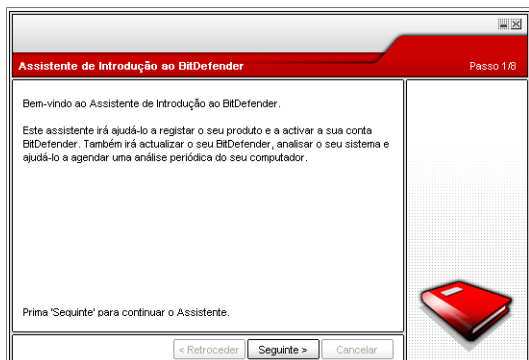 Assistente de Introdução ao BitDefender
Passo 1/8
Bem-vindo ao Assistente de Introdução ao BitDefender.
Este assistente irá ajudá-lo a registar o seu produto e a activar a sua conta
BitDefender. Também irá actualizar o seu BitDefender, analisar o seu sistema e
ajudá-lo a agendar uma análise periódica do seu computador.
Prima 'Seguinte' para continuar o Assistente.
< Retroceder
Seguinte >
Cancelar